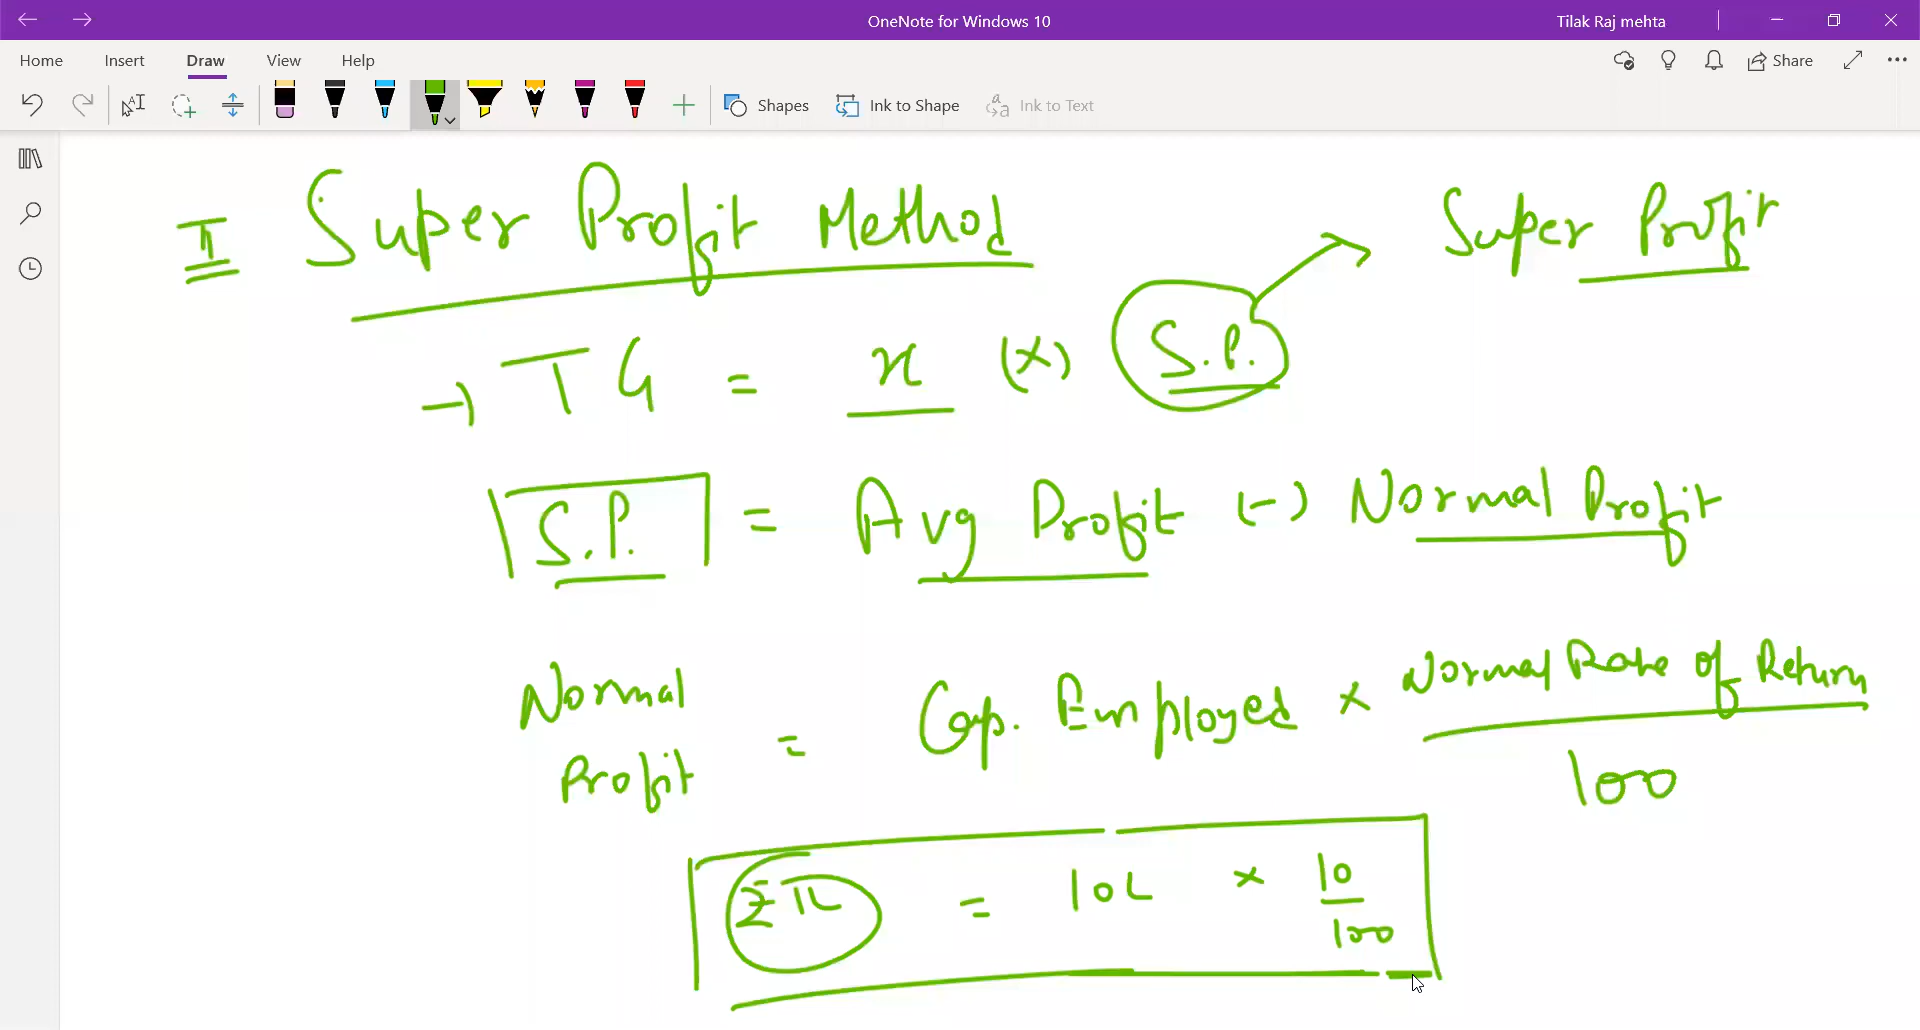 OneNote for Windows 10
Tilak Raj mehta
Home Insert Draw View Help
Share
Shapes Ink to Shape Ink to Text
II Super Profit Method
Super Profit
→ TG = n (×) S.P.
S.P. = Avg Profit (-) Normal Profit
Normal Profit = Cap. Employed × Normal Rate of Return
100
= 10L × 10
100